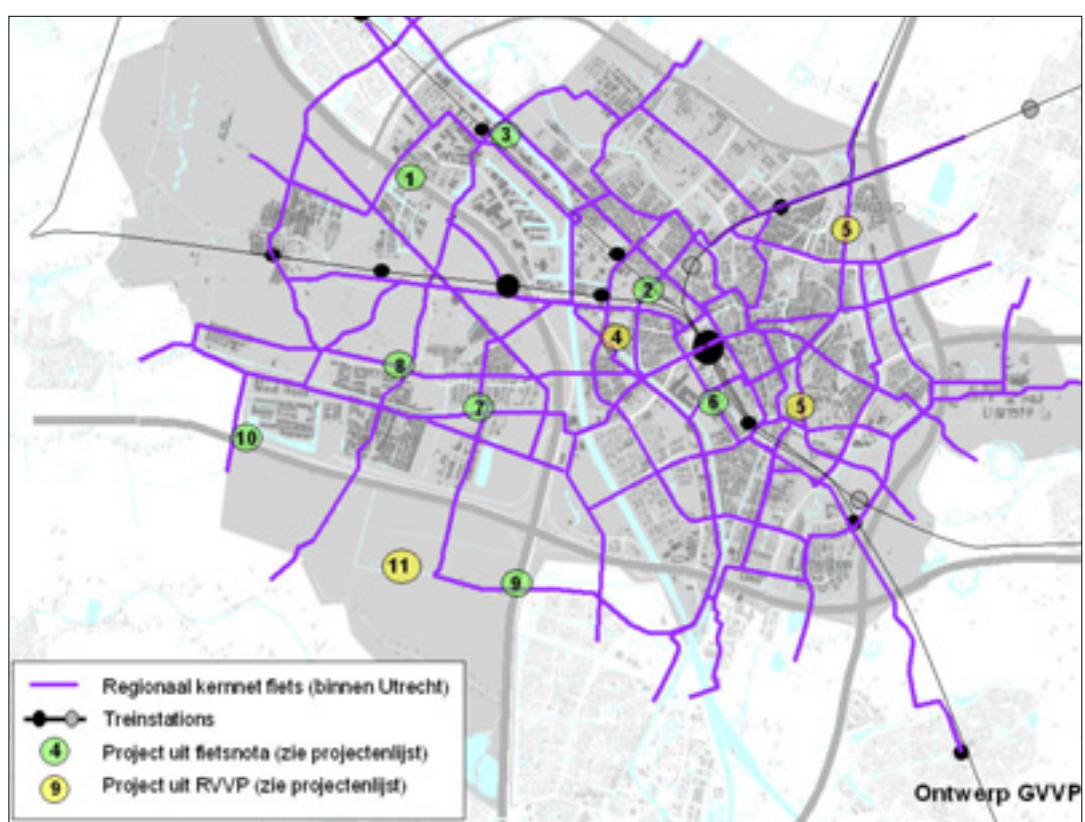 3
1
5
2
4
8
7
6
5
10
11
9
Regionaal kernnet fiets (binnen Utrecht)
Treinstations
4 Project uit fietsnota (zie projectenlijst)
9 Project uit RVVP (zie projectenlijst)
Ontwerp GVVP